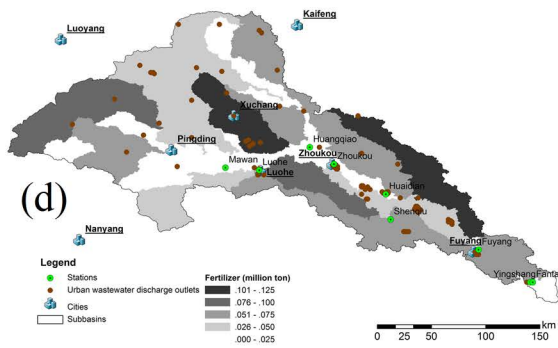 Kaifeng
Luoyang
Xuchang
Huangqiao
Pingding
Zhoukou
Zhoukou
Mawan
Luohe
Luohe
Huaidian
(d)
Shenqiu
Nanyang
Fuyang
Fuyang
YingshangFantai
Legend
Stations
Urban wastewater discharge outlets
Cities
Subbasins
Fertilizer (million ton)
.101 - .125
.076 - .100
.051 - .075
.026 - .050
.000 - .025
km
0 25 50 100 150